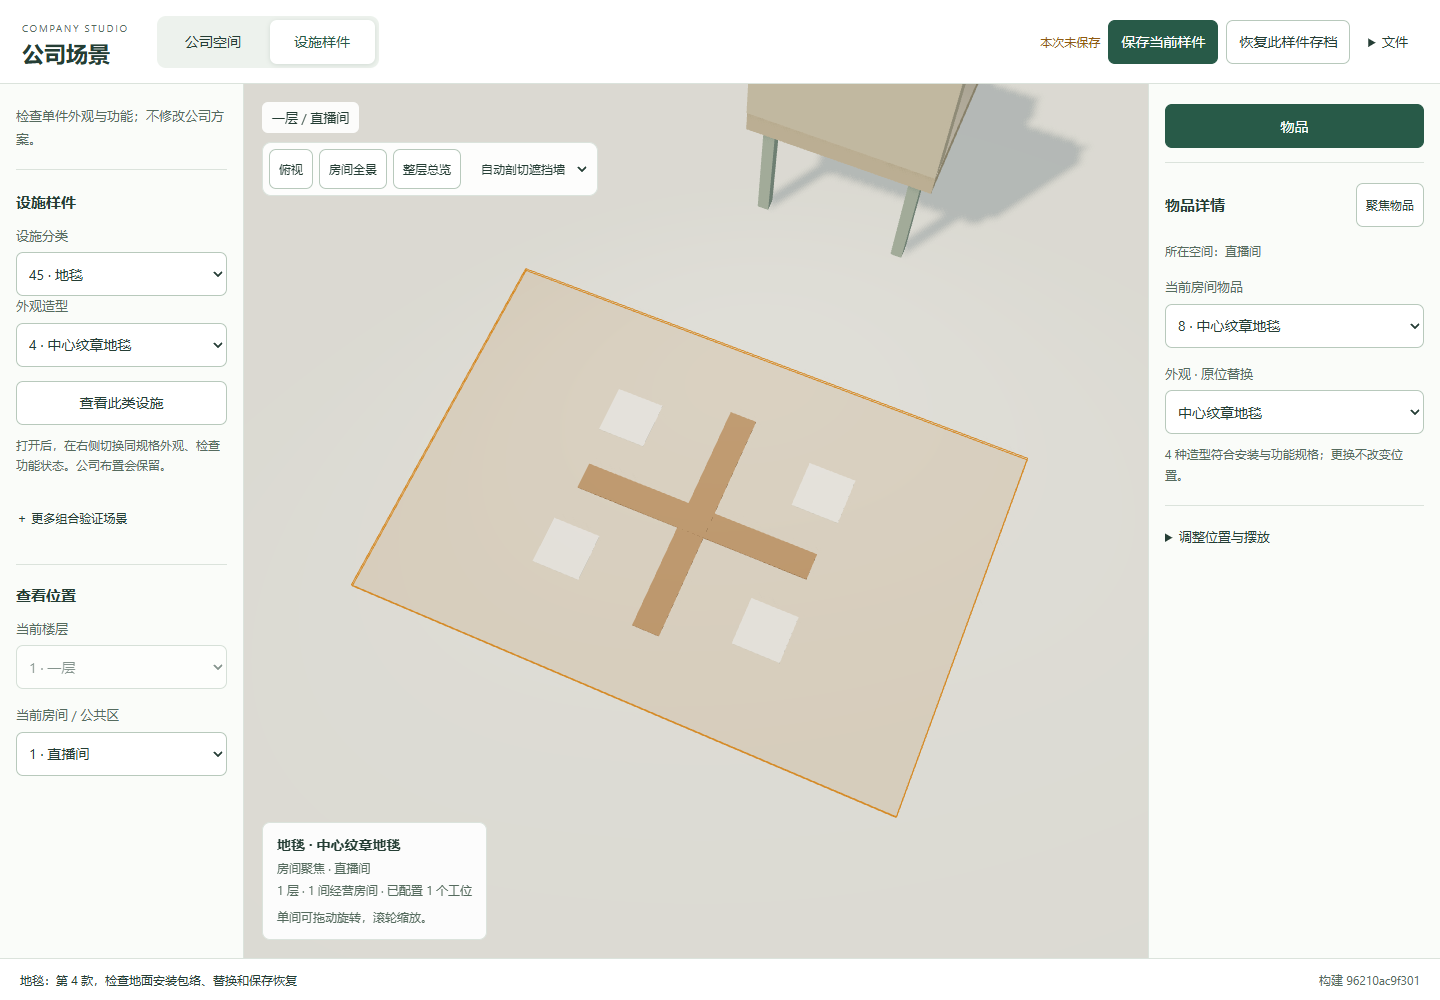 COMPANY STUDIO
公司场景
公司空间
设施样件
本次未保存
保存当前样件
恢复此样件存档
▶ 文件
检查单件外观与功能；不修改公司方
案。
设施样件
设施分类
45 · 地毯
外观造型
4 · 中心纹章地毯
查看此类设施
打开后，在右侧切换同规格外观、检查
功能状态。公司布置会保留。
+ 更多组合验证场景
查看位置
当前楼层
1 · 一层
当前房间 / 公共区
1 · 直播间
一层 / 直播间
俯视
房间全景
整层总览
自动剖切遮挡墙
地毯 · 中心纹章地毯
房间聚焦 · 直播间
1 层 · 1 间经营房间 · 已配置 1 个工位
单间可拖动旋转，滚轮缩放。
物品
物品详情
聚焦物品
所在空间：直播间
当前房间物品
8 · 中心纹章地毯
外观 · 原位替换
中心纹章地毯
4 种造型符合安装与功能规格；更换不改变位
置。
▶ 调整位置与摆放
地毯：第 4 款，检查地面安装包络、替换和保存恢复
构建 96210ac9f301